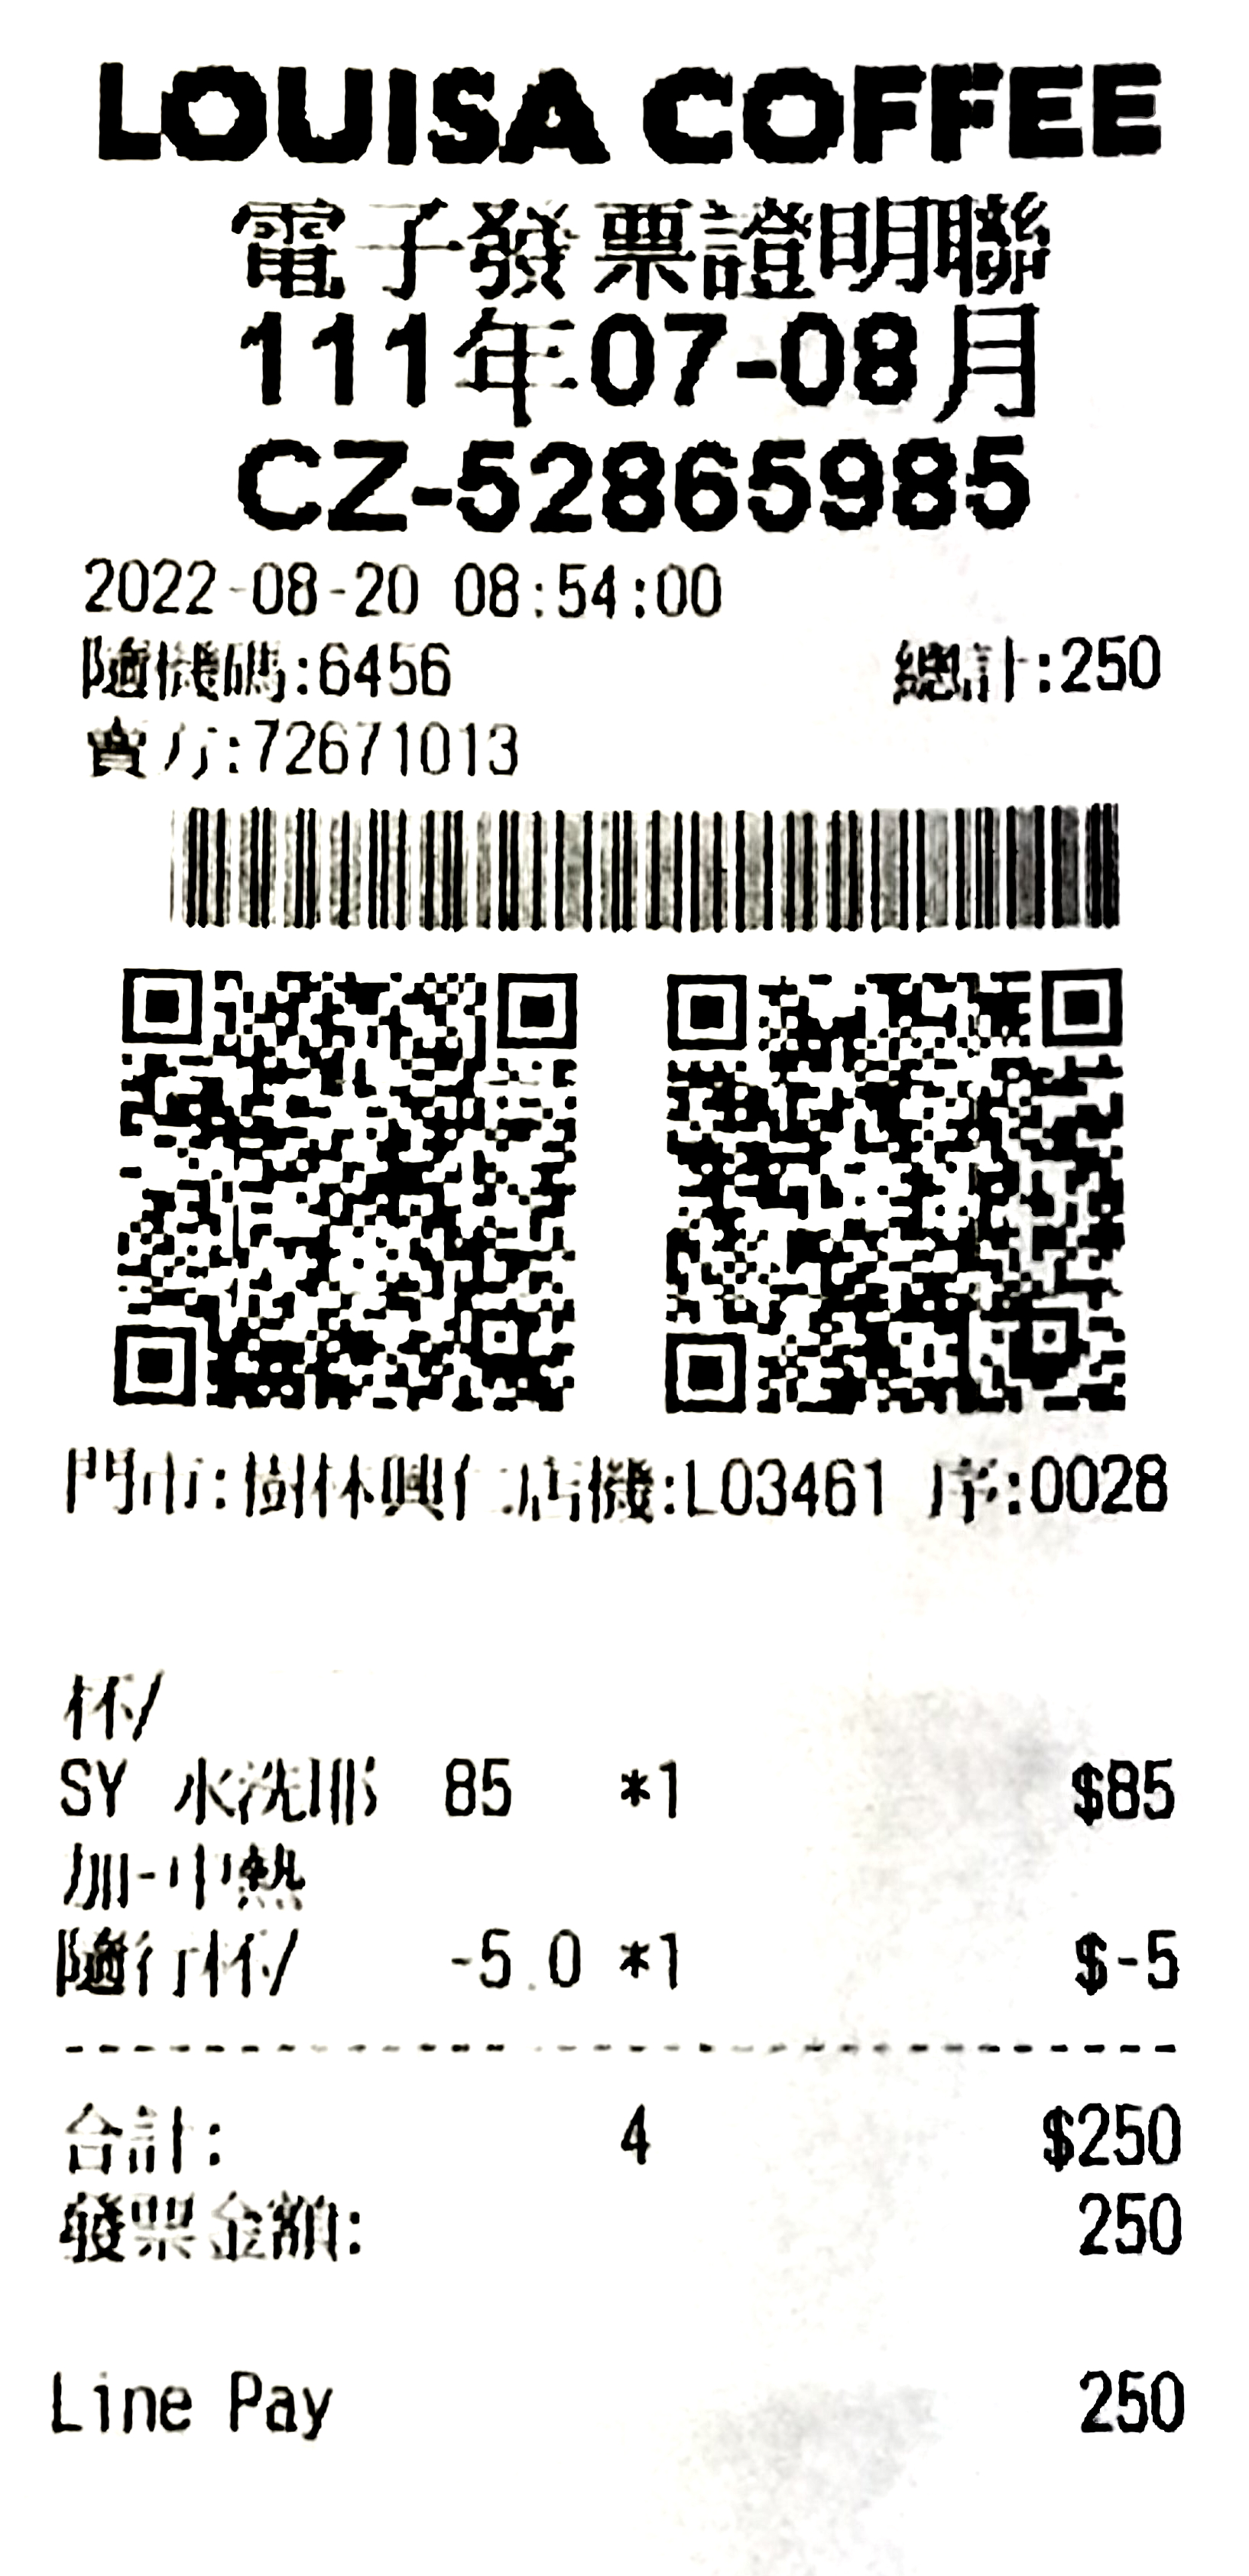 LOUISA COFFEE
電子發票證明聯
111年07-08月
CZ-52865985
2022-08-20 08:54:00
隨機碼:6456 總計:250
賣方:72671013
門市:樹林興仁店機:L03461 序:0028
杯/
SY 水洗耶 85 *1 $85
加-中熱
隨行杯/ -5.0 *1 $-5
合計: 4 $250
發票金額: 250
Line Pay 250